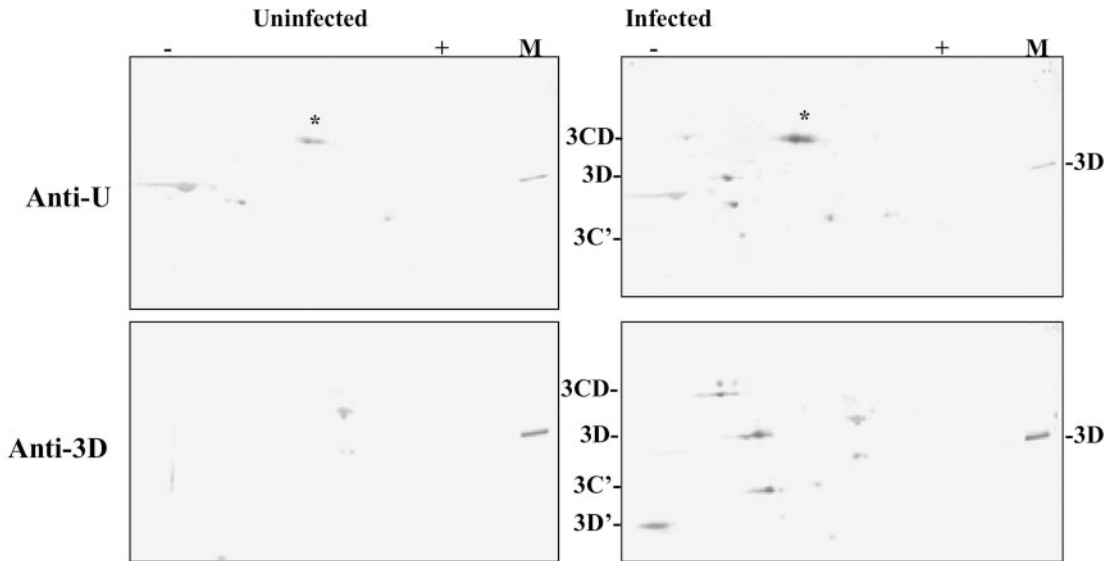 Uninfected Infected
- + M - + M
* *
3CD-
3D- -3D
Anti-U
3C’-
3CD-
Anti-3D 3D- -3D
3C’-
3D’-